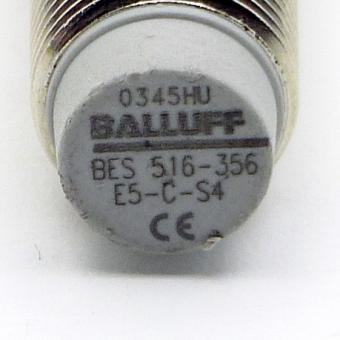 0345HU
BALLUFF
BES 516-356
E5-C-S4
CE